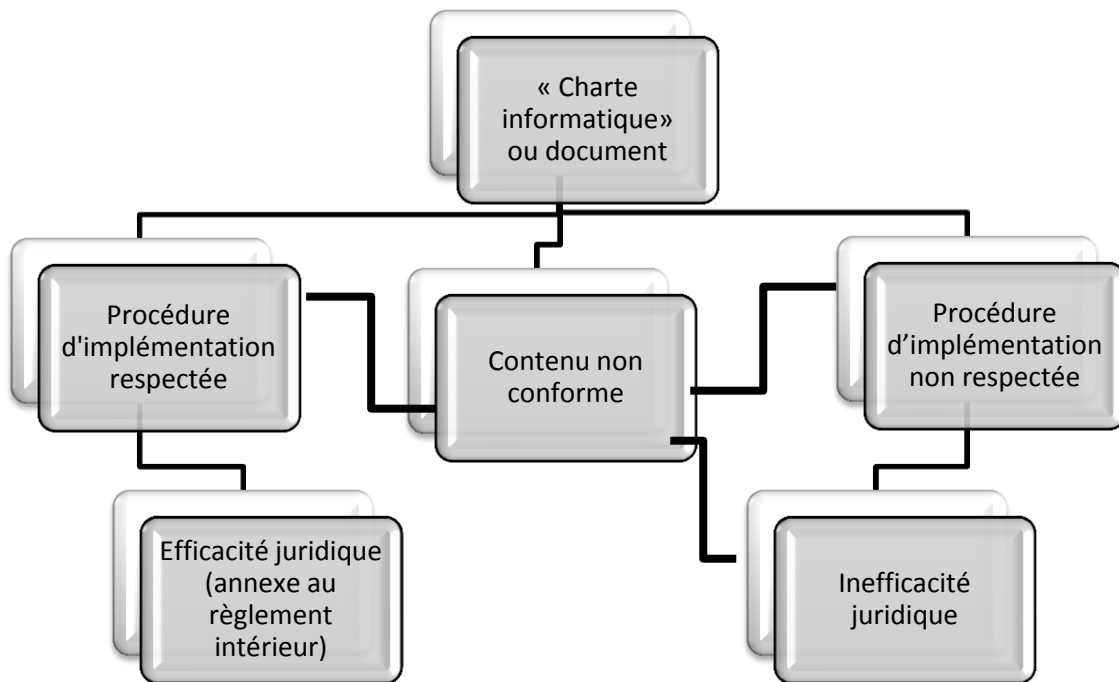 « Charte
informatique»
ou document
Procédure
d'implémentation
respectée
Contenu non
conforme
Procédure
d’implémentation
non respectée
Efficacité juridique
(annexe au
règlement
intérieur)
Inefficacité
juridique